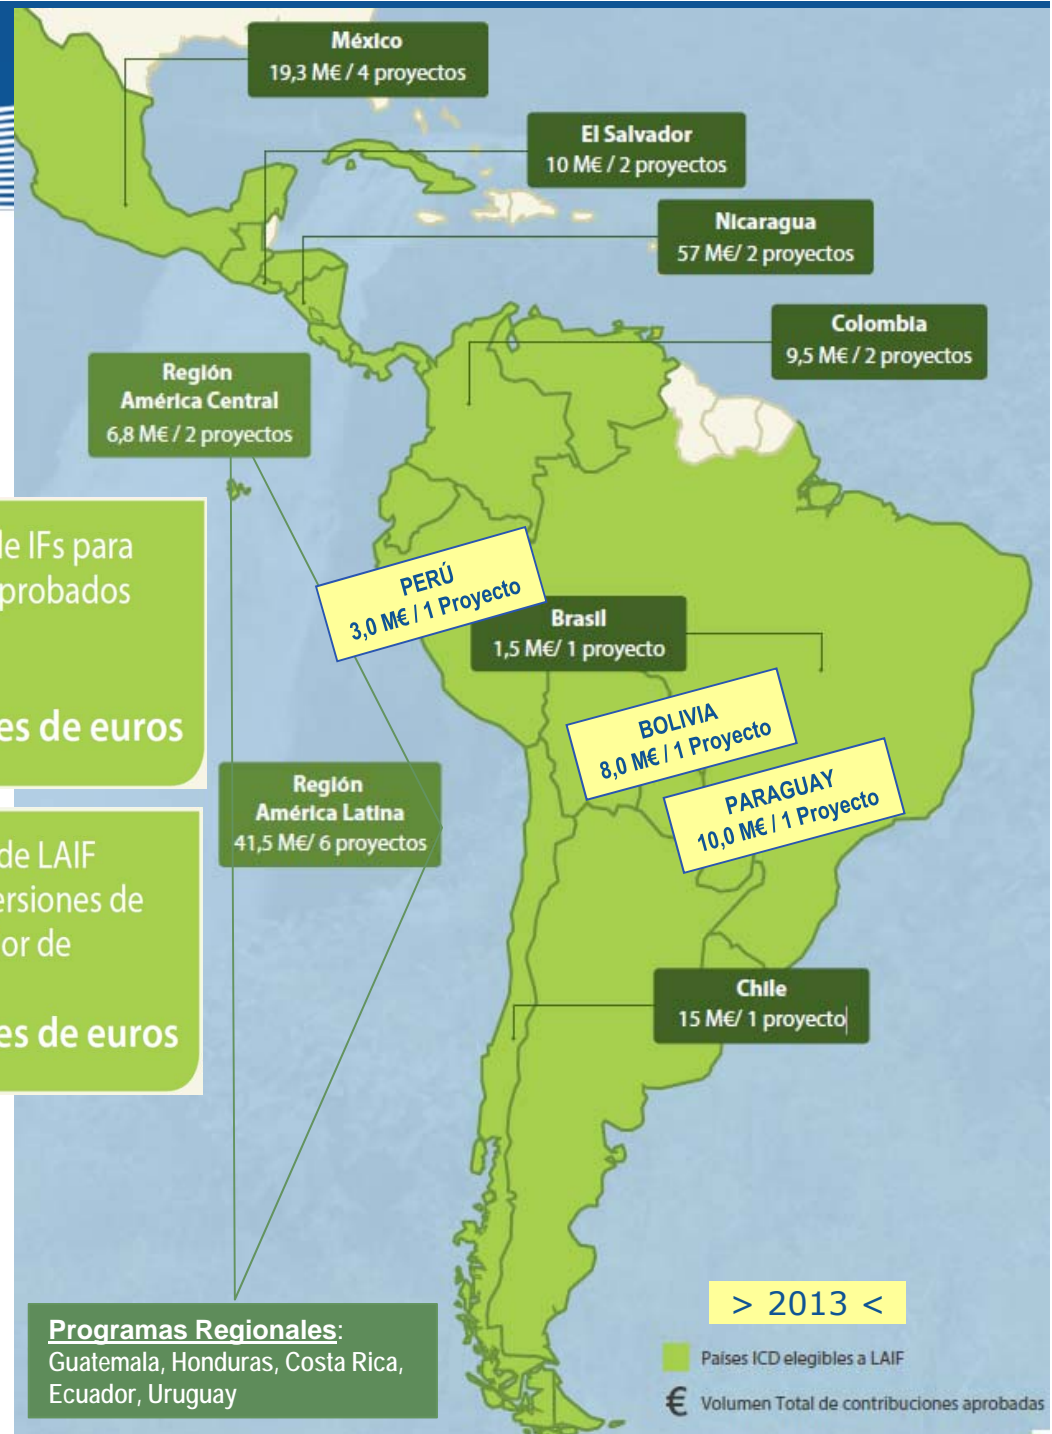 México
19,3 M€ / 4 proyectos
El Salvador
10 M€ / 2 proyectos
Nicaragua
57 M€/ 2 proyectos
Colombia
9,5 M€ / 2 proyectos
Región
América Central
6,8 M€ / 2 proyectos
de IFs para
probados
es de euros
PERÚ
3,0 M€ / 1 Proyecto
Brasil
1,5 M€/ 1 proyecto
BOLIVIA
8,0 M€ / 1 Proyecto
PARAGUAY
10,0 M€ / 1 Proyecto
Región
América Latina
41,5 M€/ 6 proyectos
de LAIF
ersiones de
or de
es de euros
Chile
15 M€/ 1 proyecto
> 2013 <
Programas Regionales:
Guatemala, Honduras, Costa Rica,
Ecuador, Uruguay
Países ICD elegibles a LAIF
€ Volumen Total de contribuciones aprobadas